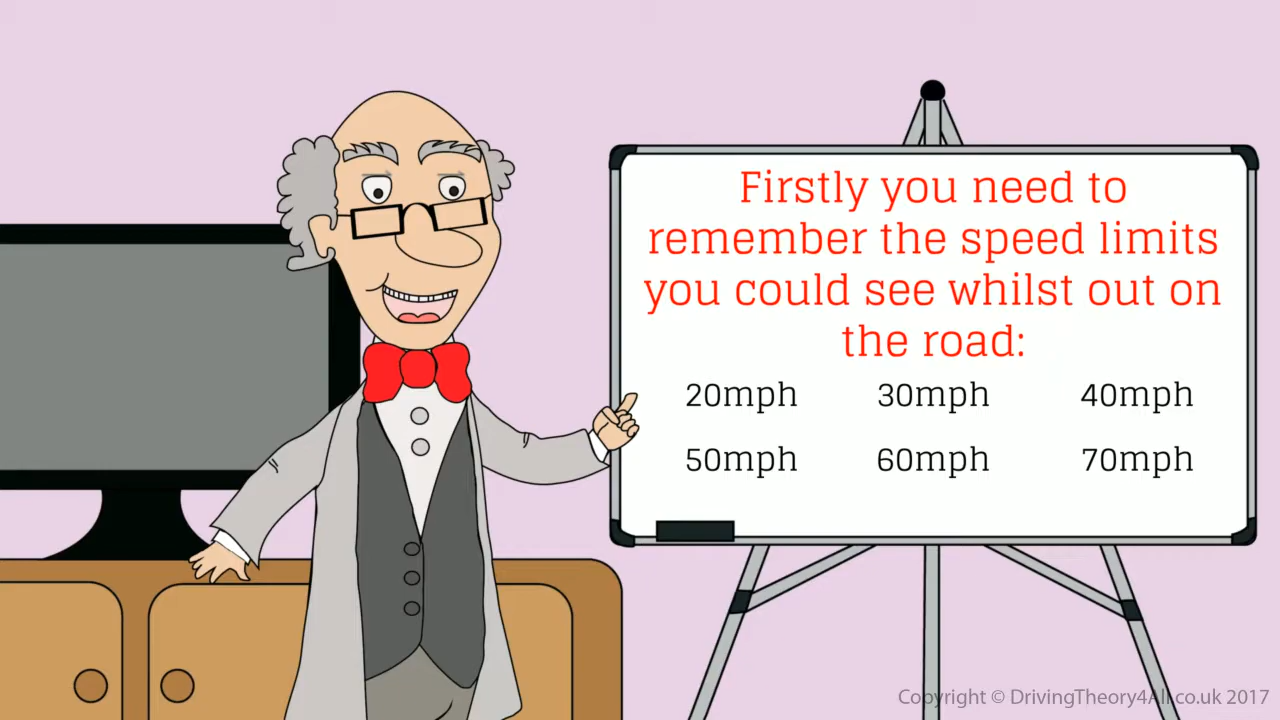 Firstly you need to
remember the speed limits
you could see whilst out on
the road:
20mph 30mph 40mph
50mph 60mph 70mph
Copyright © DrivingTheory4All.co.uk 2017